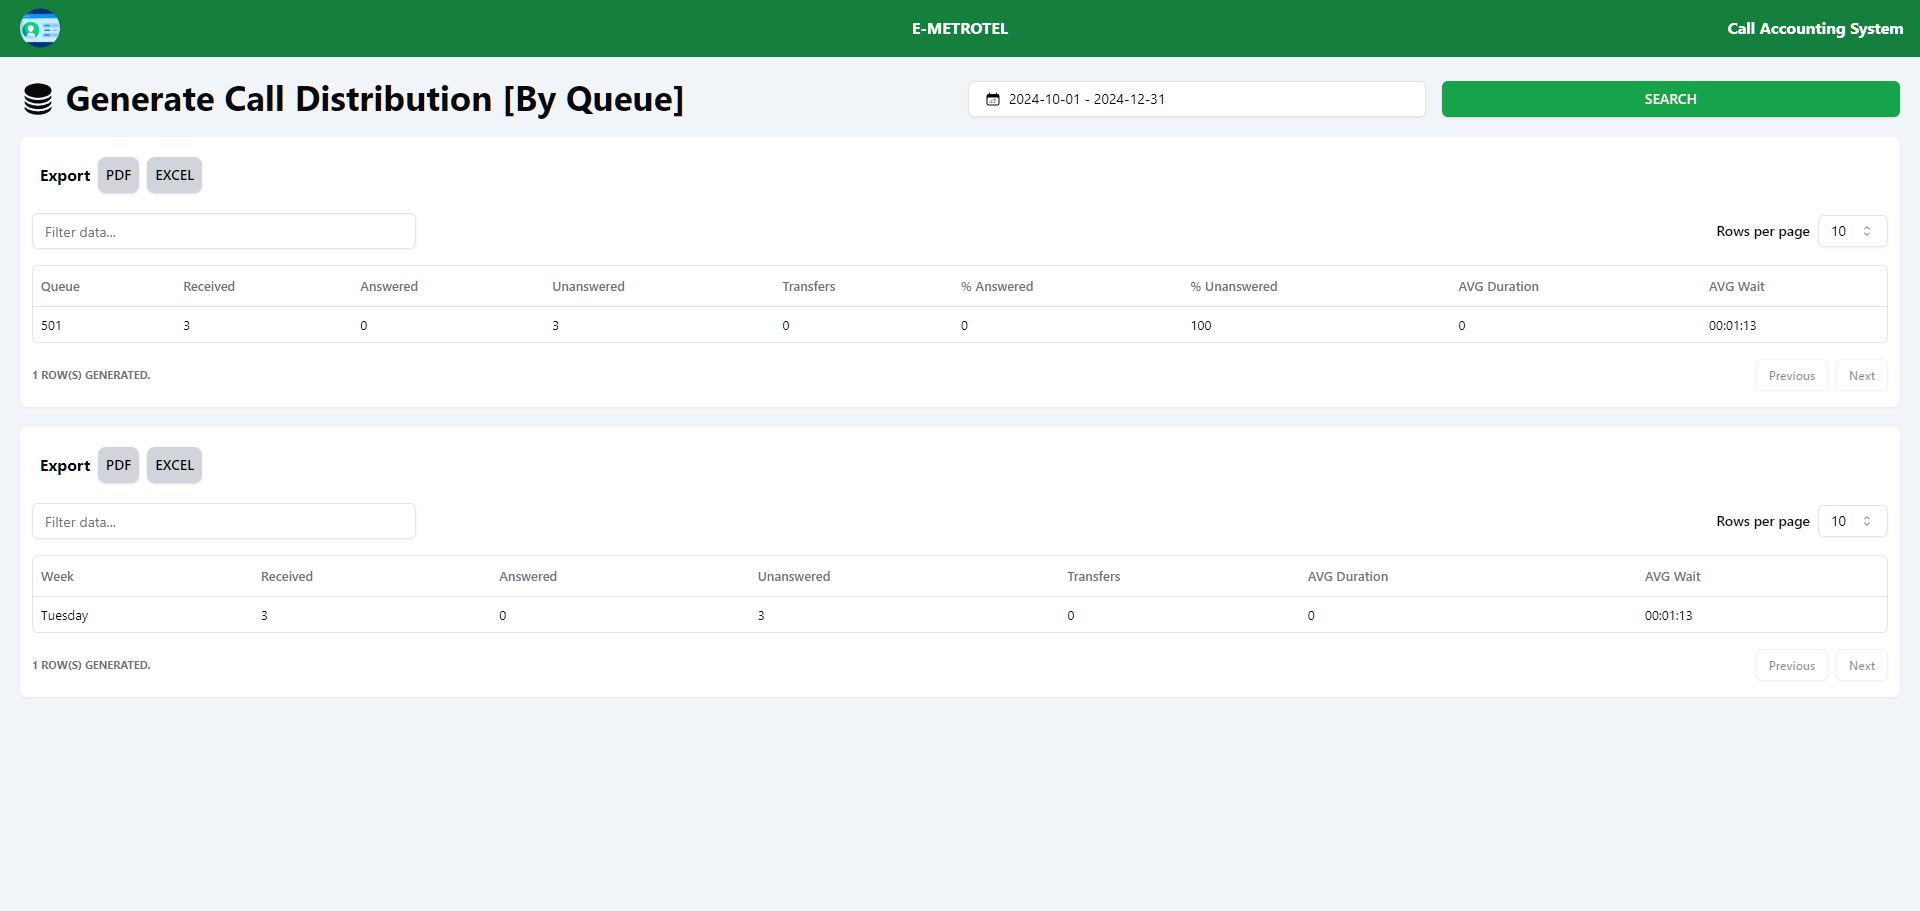 E-METROTEL
Call Accounting System
Generate Call Distribution [By Queue]
2024-10-01 - 2024-12-31
SEARCH
Export PDF EXCEL
Filter data...
Rows per page 10
Queue Received Answered Unanswered Transfers % Answered % Unanswered AVG Duration AVG Wait
501 3 0 3 0 0 100 0 00:01:13
1 ROW(S) GENERATED.
Previous Next
Export PDF EXCEL
Filter data...
Rows per page 10
Week Received Answered Unanswered Transfers AVG Duration AVG Wait
Tuesday 3 0 3 0 0 00:01:13
1 ROW(S) GENERATED.
Previous Next